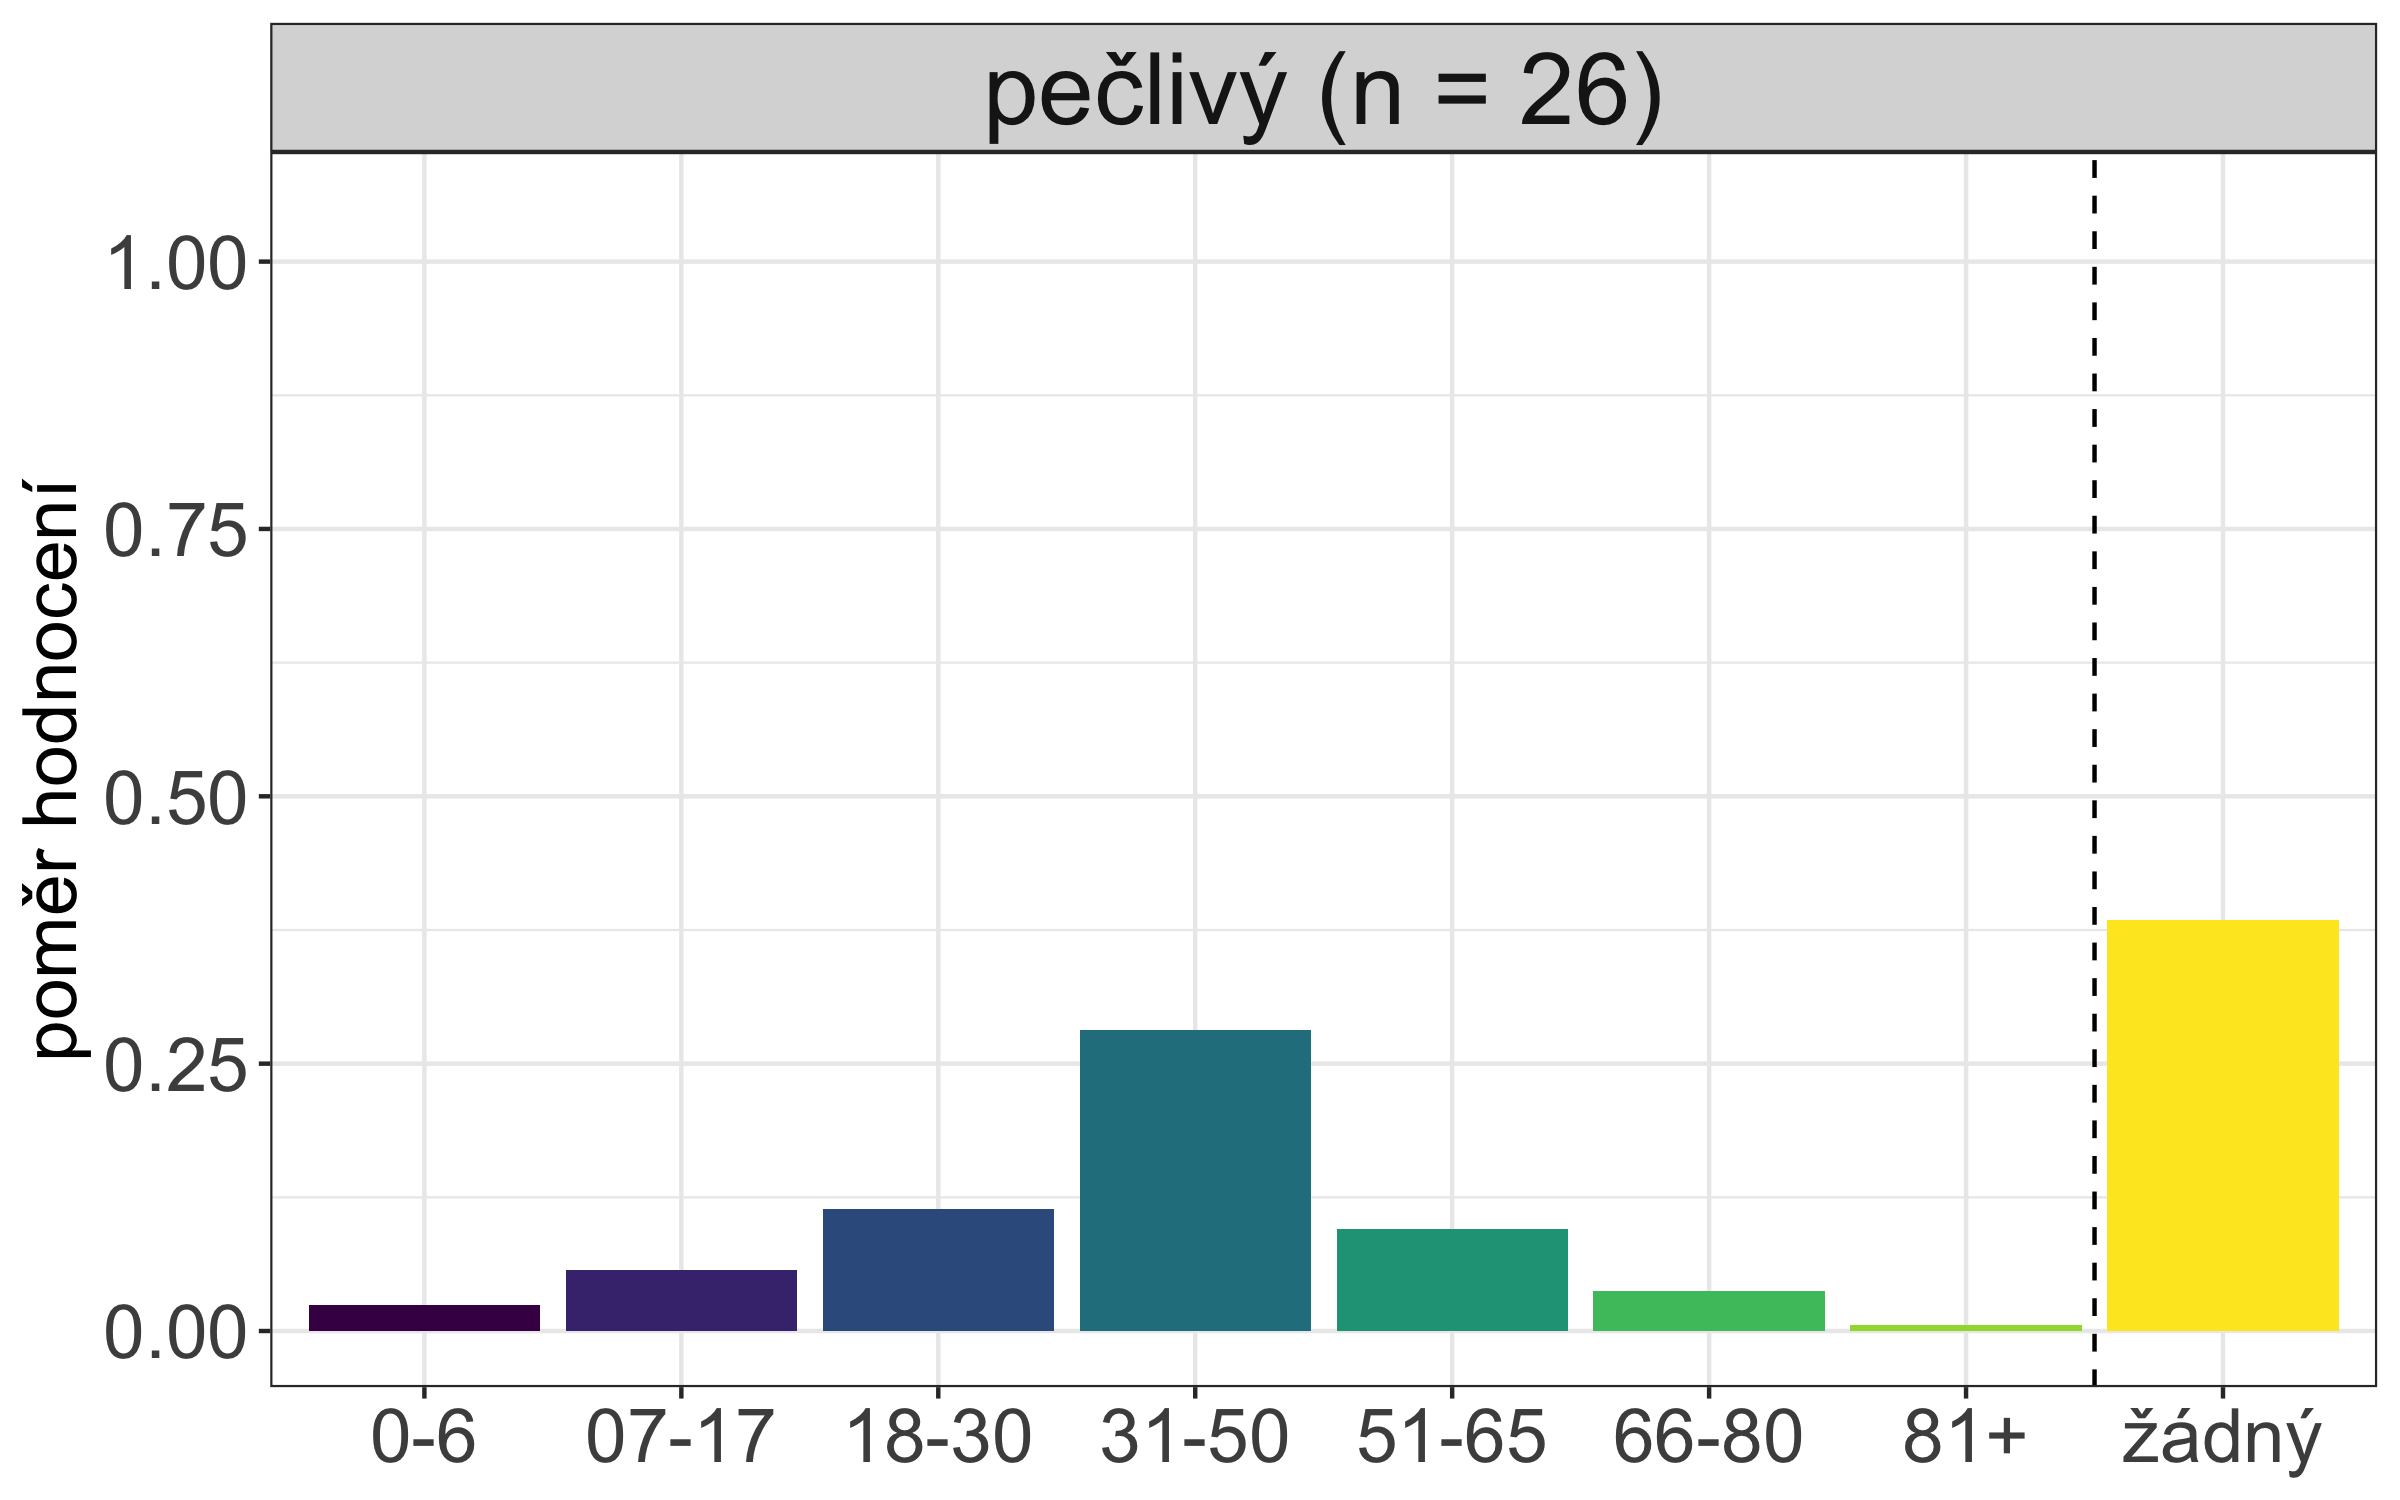 pečlivý (n = 26)
poměr hodnocení
1.00
0.75
0.50
0.25
0.00
0-6 07-17 18-30 31-50 51-65 66-80 81+ žádný